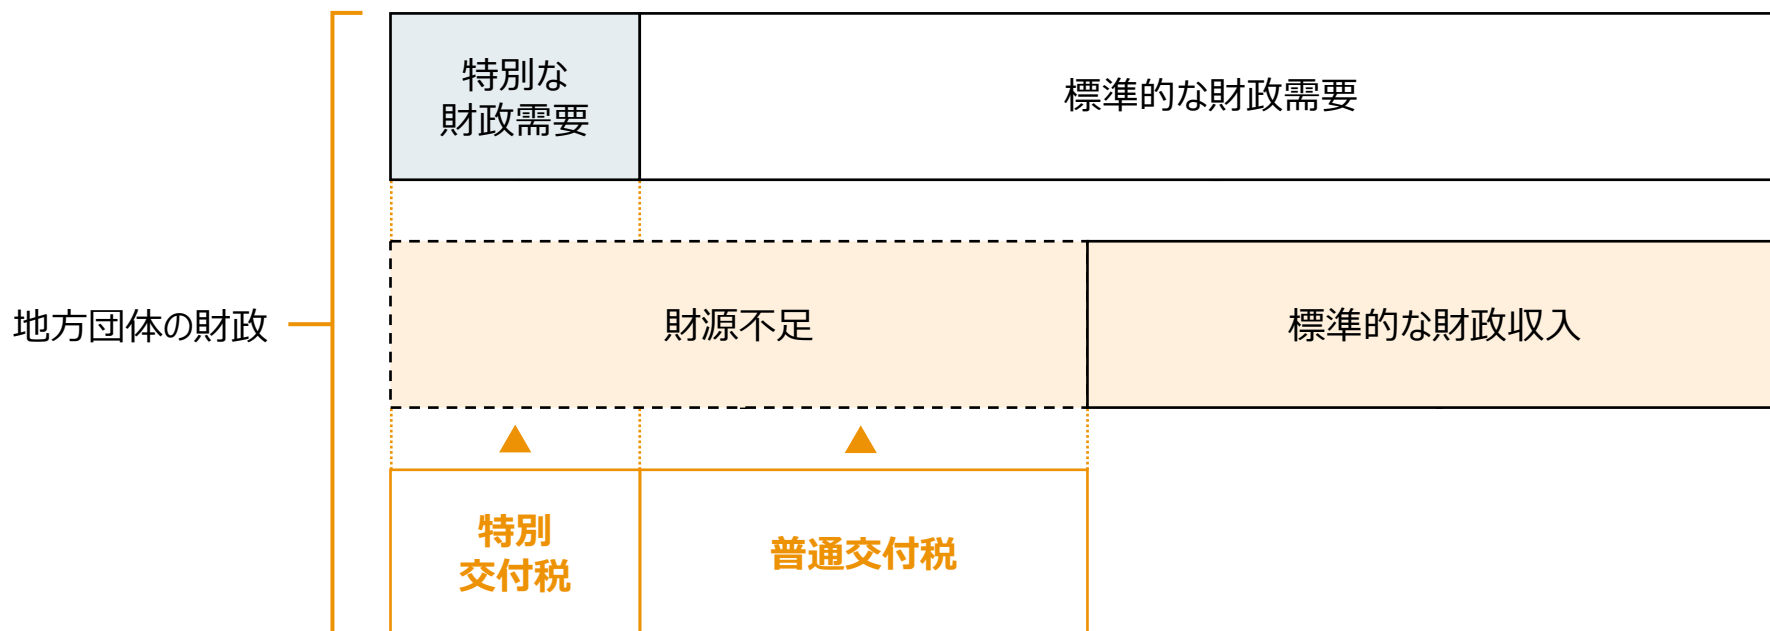 特別な
財政需要
標準的な財政需要
地方団体の財政
財源不足
標準的な財政収入
特別
交付税
普通交付税